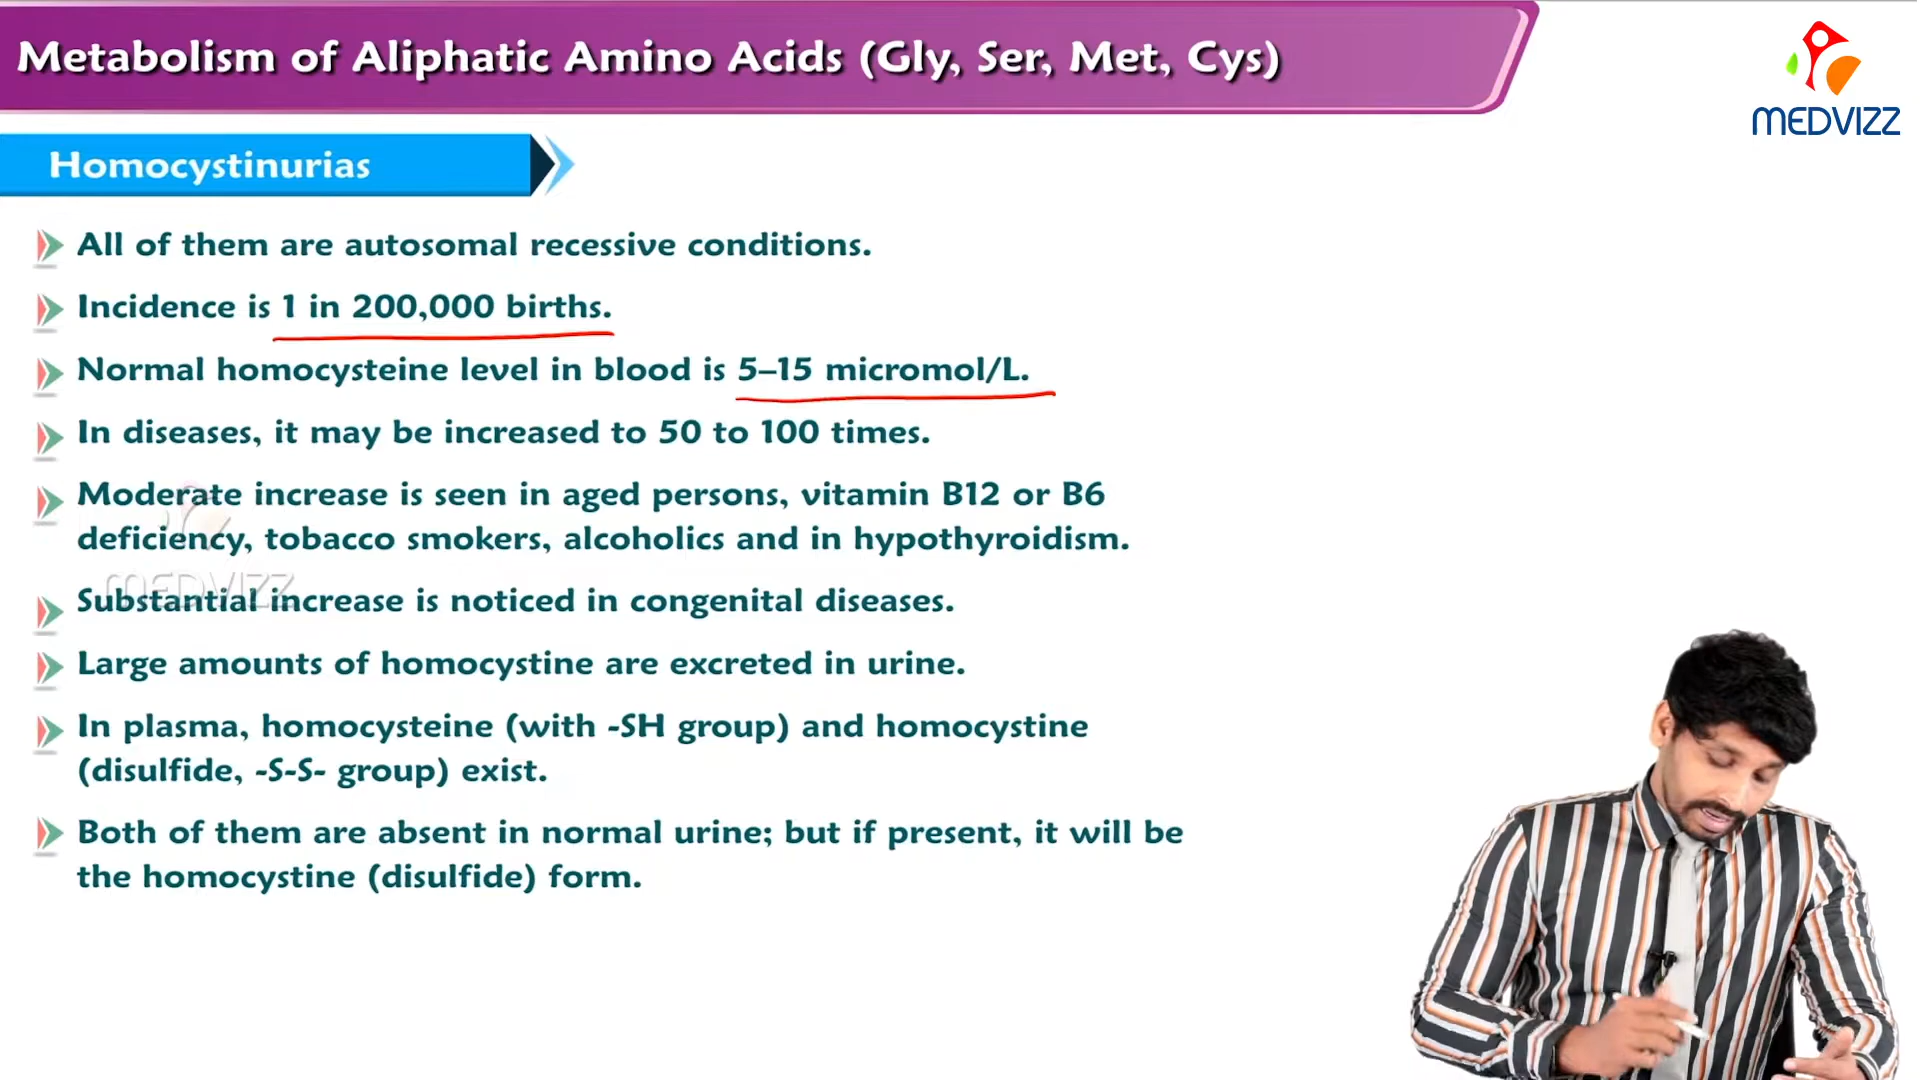 Metabolism of Aliphatic Amino Acids (Gly, Ser, Met, Cys)
MEDVIZZ
Homocystinurias
All of them are autosomal recessive conditions.
Incidence is 1 in 200,000 births.
Normal homocysteine level in blood is 5–15 micromol/L.
In diseases, it may be increased to 50 to 100 times.
Moderate increase is seen in aged persons, vitamin B12 or B6
deficiency, tobacco smokers, alcoholics and in hypothyroidism.
MEDVIZZ
Substantial increase is noticed in congenital diseases.
Large amounts of homocystine are excreted in urine.
In plasma, homocysteine (with -SH group) and homocystine
(disulfide, -S-S- group) exist.
Both of them are absent in normal urine; but if present, it will be
the homocystine (disulfide) form.